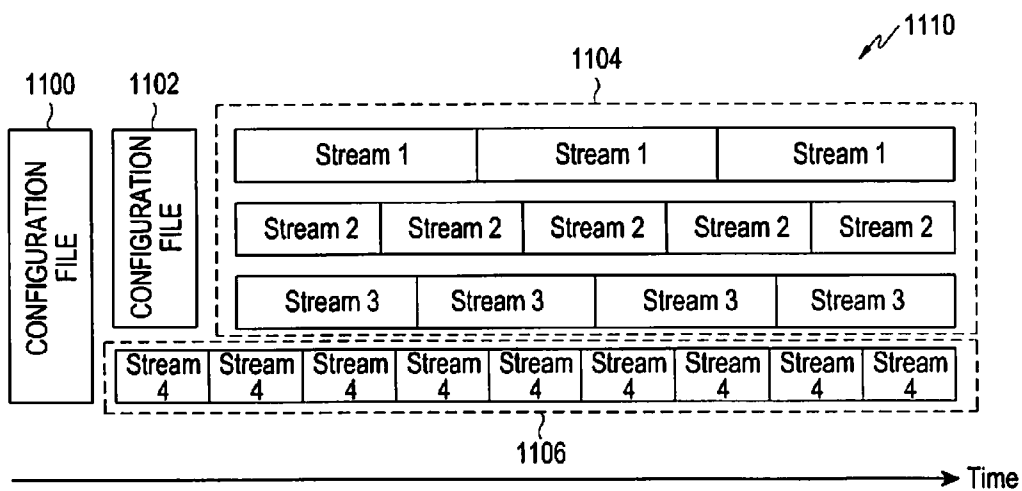 1110
1104
1100
1102
CONFIGURATION
FILE
CONFIGURATION
FILE
Stream 1 Stream 1 Stream 1
Stream 2 Stream 2 Stream 2 Stream 2 Stream 2
Stream 3 Stream 3 Stream 3 Stream 3
Stream Stream Stream Stream Stream Stream Stream Stream Stream
4 4 4 4 4 4 4 4 4
1106
Time